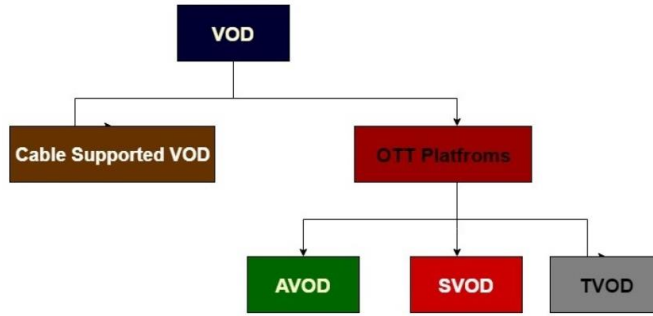 VOD
Cable Supported VOD
OTT Platfroms
AVOD
SVOD
TVOD